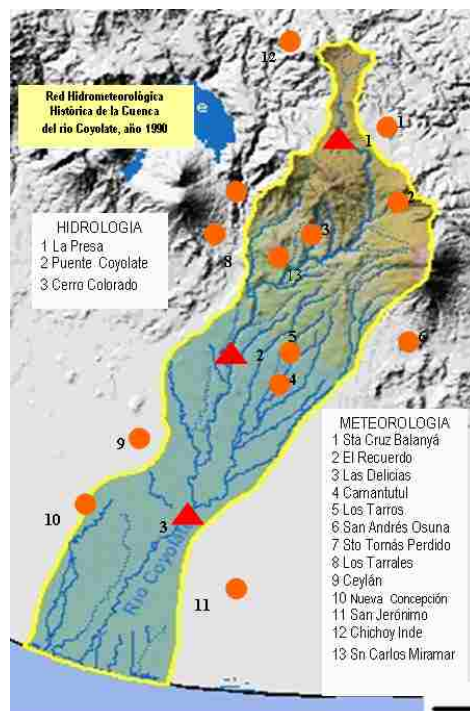 12
Red Hidrometeorológica
Histórica de la Cuenca
del rio Coyolate, año 1990
e
1
1
2
HIDROLOGIA
1 La Presa
2 Puente Coyolate
3 Cerro Colorado
3
8
13
6
2
5
4
METEOROLOGIA
1 Sta Cruz Balanyá
2 El Recuerdo
3 Las Delicias
4 Camantutul
5 Los Tarros
6 San Andrés Osuna
7 Sto Tomás Perdido
8 Los Tarrales
9 Ceylán
10 Nueva Concepción
11 San Jerónimo
12 Chichoy Inde
13 Sn Carlos Miramar
9
10
3
Rio Coyolate
11